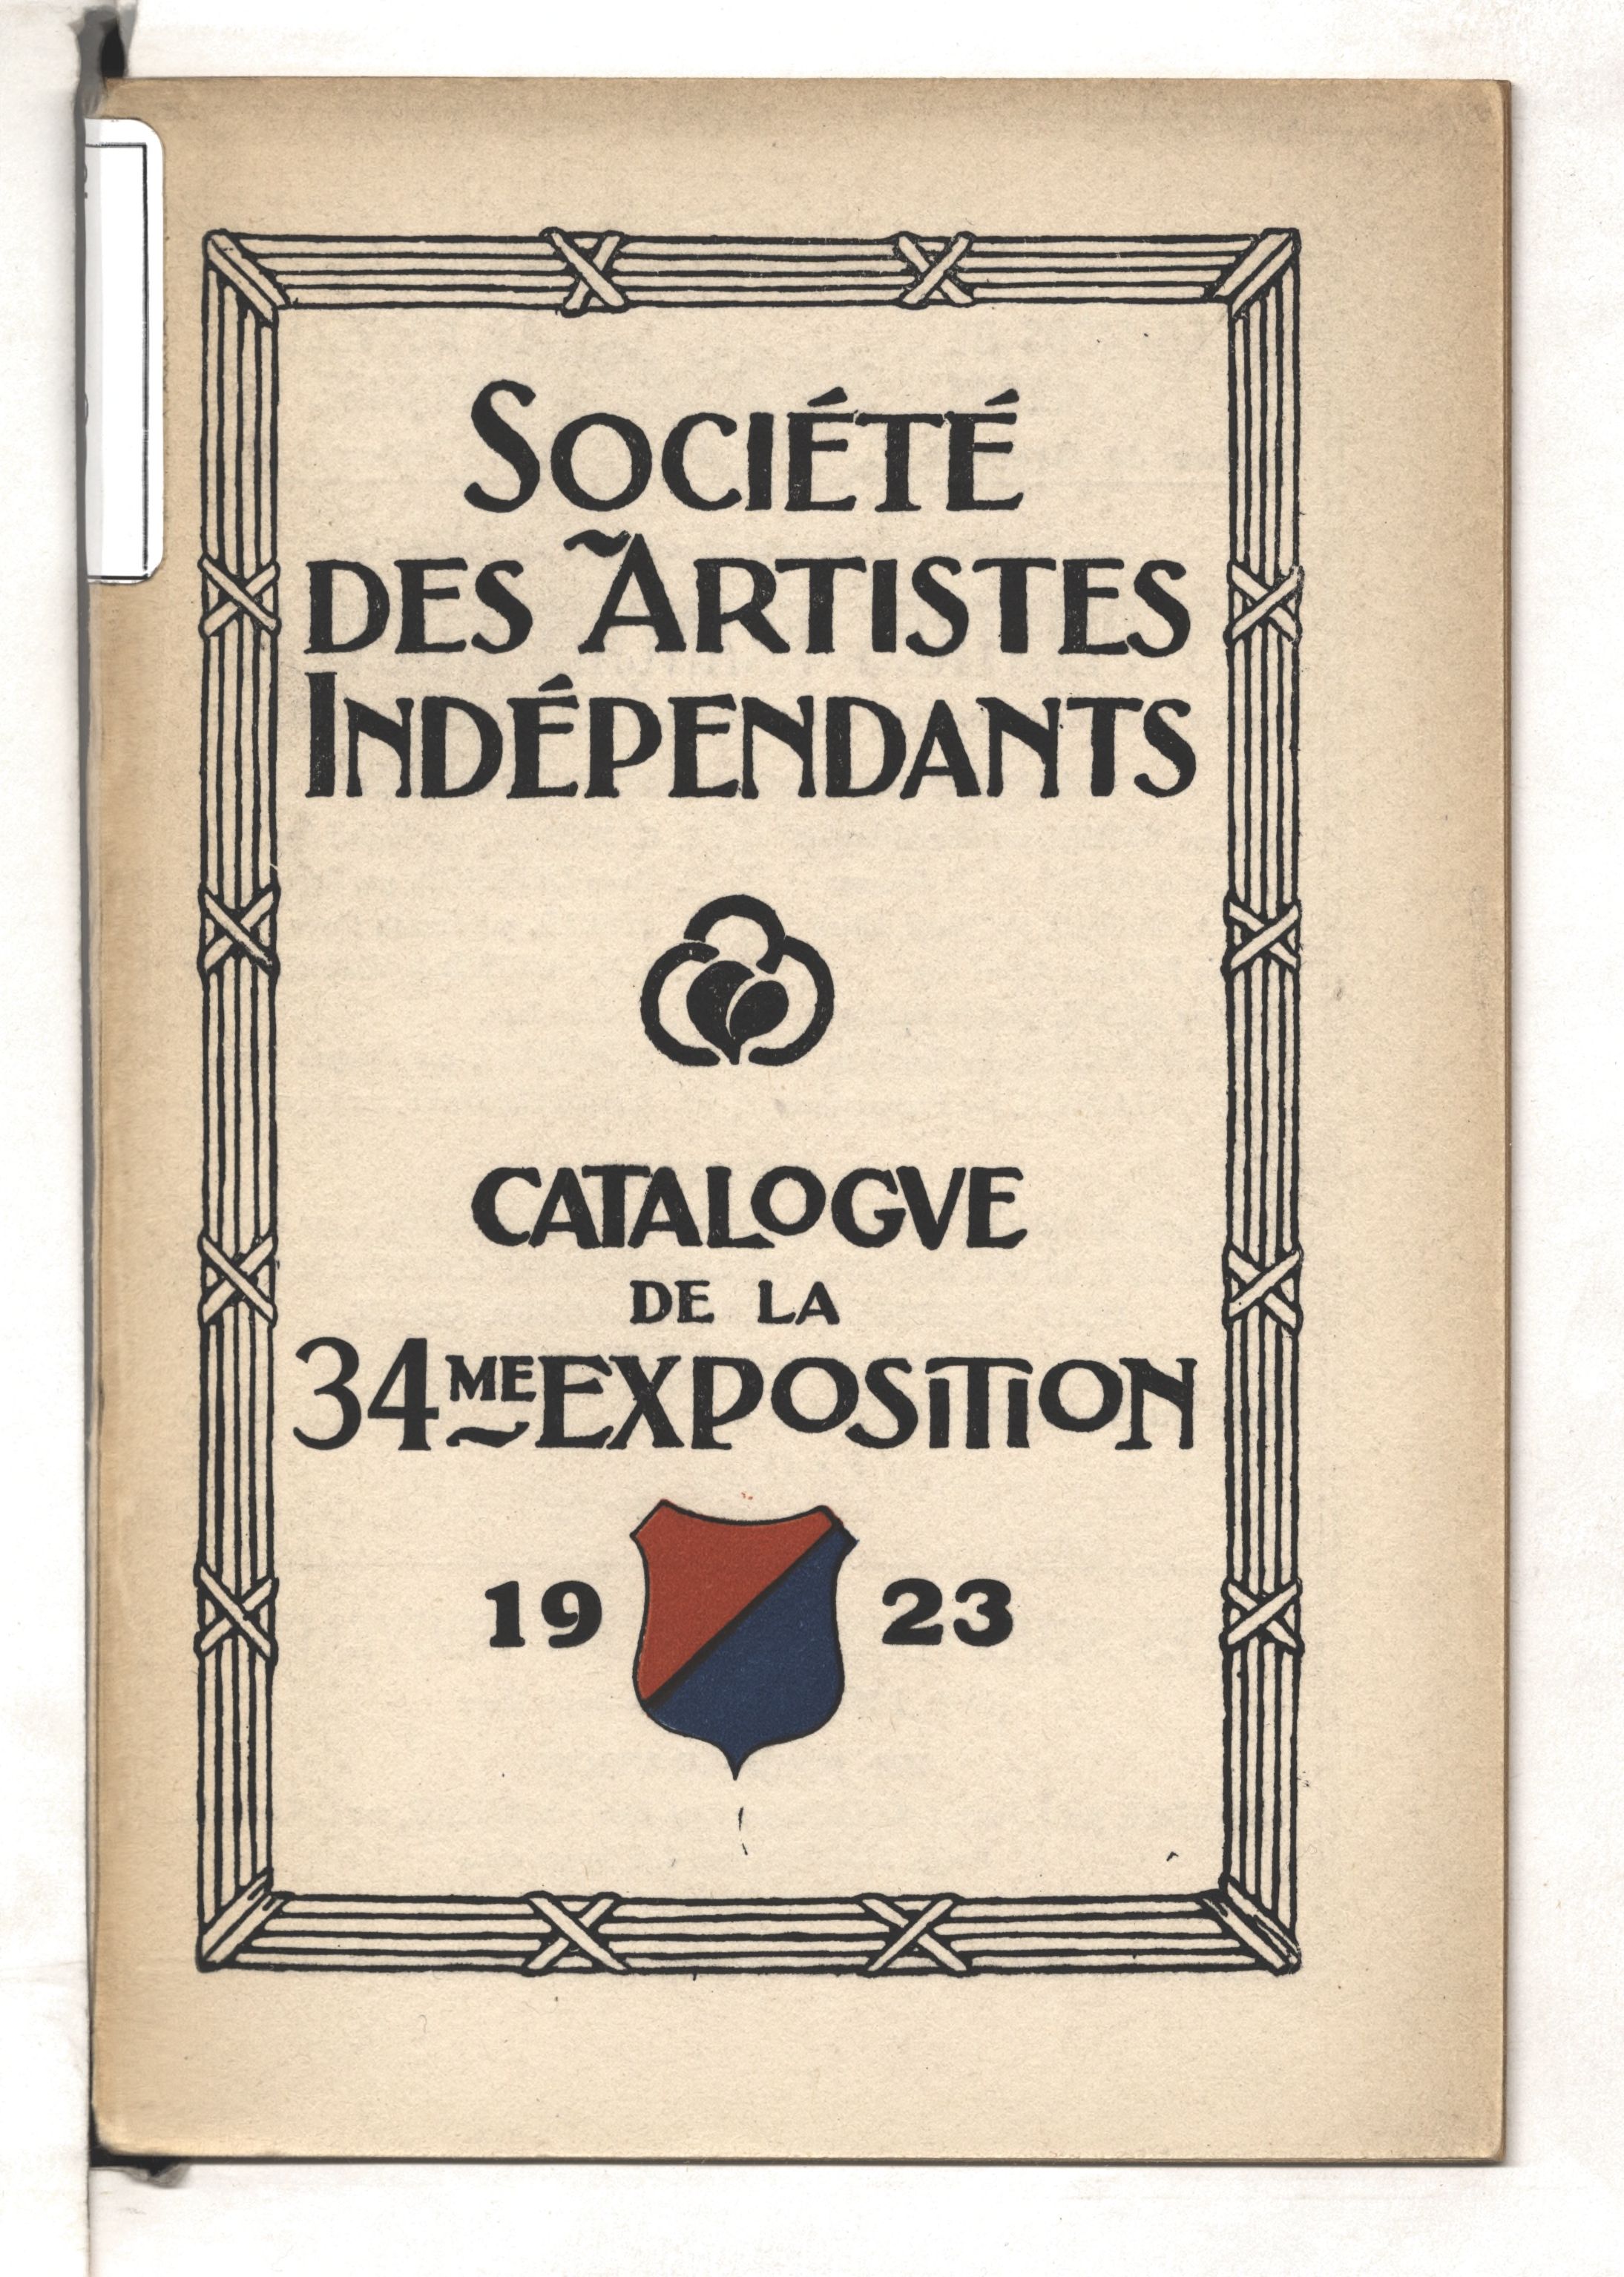 SOCIÉTÉ
DES ARTISTES
INDÉPENDANTS
CATALOGVE
DE LA
34ME EXPOSITION
19 23